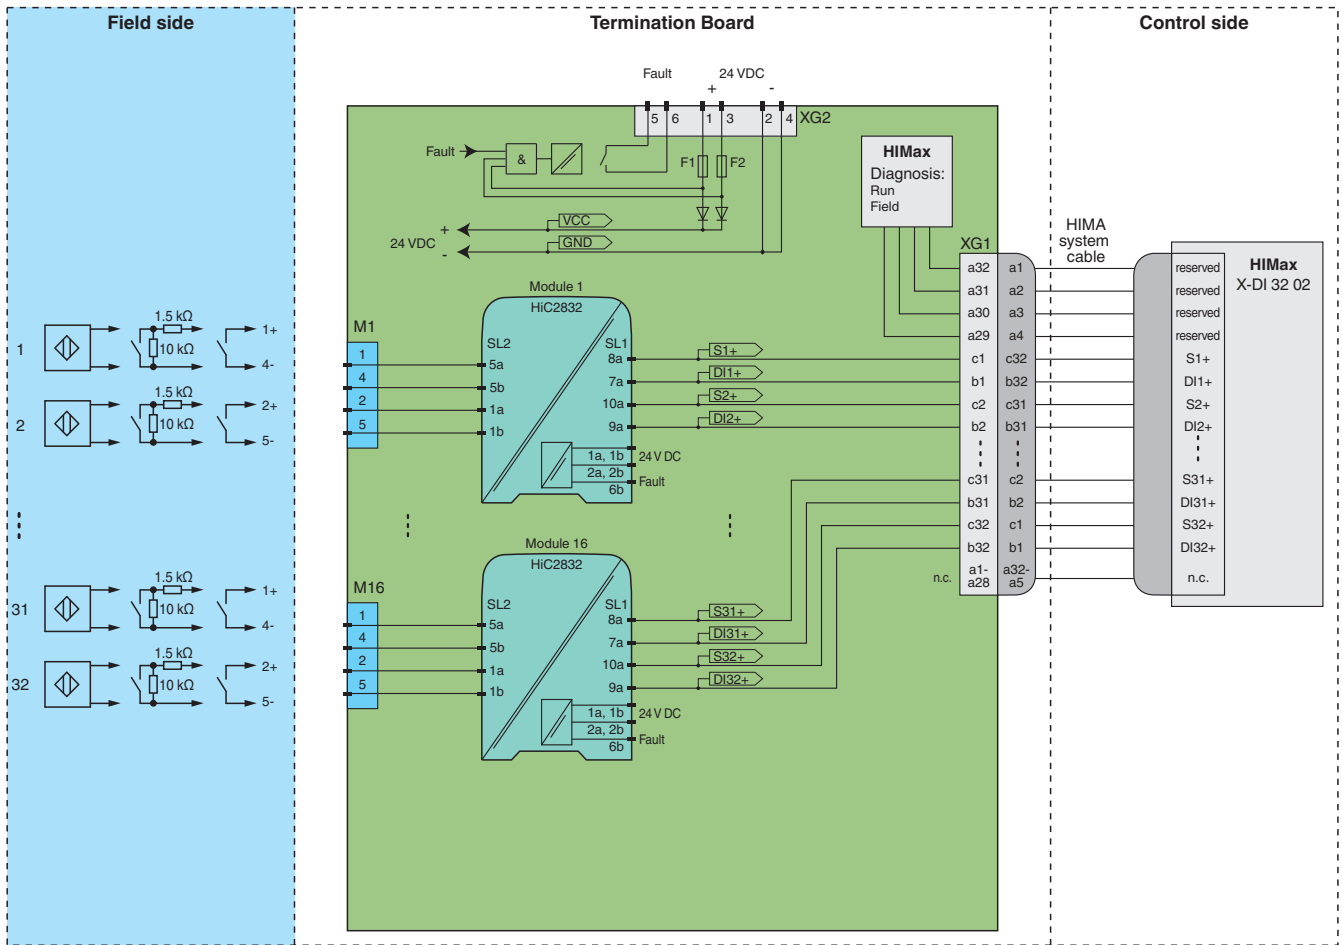 Field side
Termination Board
Control side
Fault
24 VDC
+
-
5
6
1
3
2
4
XG2
Fault
&
F1
F2
HIMax
Diagnosis:
Run
Field
VCC
GND
+
24 VDC
-
HIMA
system
cable
XG1
HIMax
X-DI 32 02
a32
a1
reserved
a31
a2
reserved
a30
a3
reserved
a29
a4
reserved
c1
c32
S1+
b1
b32
DI1+
c2
c31
S2+
b2
b31
DI2+
c31
c2
S31+
b31
b2
DI31+
c32
c1
S32+
b32
b1
DI32+
n.c.
a1-
a28
a32-
a5
n.c.
Module 1
HiC2832
M1
1
4
2
5
SL2
5a
5b
1a
1b
SL1
8a
7a
10a
9a
S1+
DI1+
S2+
DI2+
1a, 1b
2a, 2b
6b
24 V DC
Fault
Module 16
HiC2832
M16
1
4
2
5
SL2
5a
5b
1a
1b
SL1
8a
7a
10a
9a
S31+
DI31+
S32+
DI32+
1a, 1b
2a, 2b
6b
24 V DC
Fault
1
1.5 kΩ
10 kΩ
1+
4-
2
1.5 kΩ
10 kΩ
2+
5-
31
1.5 kΩ
10 kΩ
1+
4-
32
1.5 kΩ
10 kΩ
2+
5-